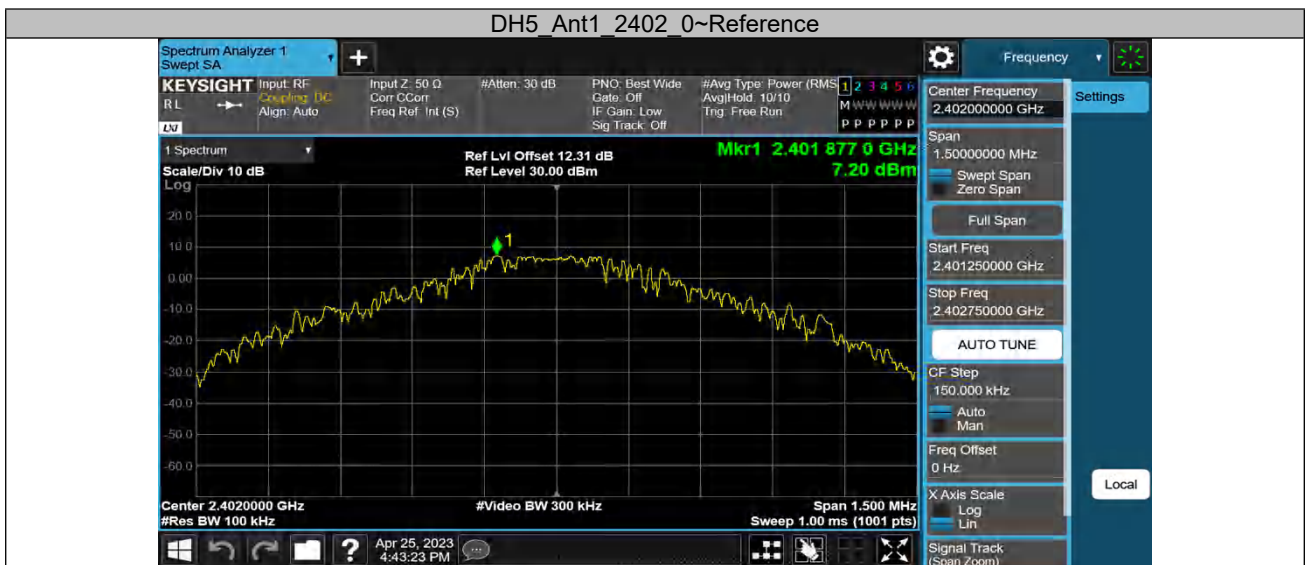 DH5_Ant1_2402_0~Reference
Spectrum Analyzer 1
Swept SA
Frequency
KEYSIGHT
RL
LXI
Input: RF
Coupling: DC
Align: Auto
Input Z: 50 Ω
Corr CCorr
Freq Ref: Int (S)
#Atten: 30 dB
PNO: Best Wide
Gate: Off
IF Gain: Low
Sig Track: Off
#Avg Type: Power (RMS
Avg|Hold: 10/10
Trig: Free Run
1 2 3 4 5 6
M W W W W W
P P P P P P
1 Spectrum
Scale/Div 10 dB
Log
Ref Lvl Offset 12.31 dB
Ref Level 30.00 dBm
Mkr1 2.401 877 0 GHz
7.20 dBm
20.0
10.0
0.00
-10.0
-20.0
-30.0
-40.0
-50.0
-60.0
1
Center 2.4020000 GHz
#Res BW 100 kHz
#Video BW 300 kHz
Span 1.500 MHz
Sweep 1.00 ms (1001 pts)
Apr 25, 2023
4:43:23 PM
Center Frequency
2.402000000 GHz
Span
1.50000000 MHz
Swept Span
Zero Span
Full Span
Start Freq
2.401250000 GHz
Stop Freq
2.402750000 GHz
AUTO TUNE
CF Step
150.000 kHz
Auto
Man
Freq Offset
0 Hz
X Axis Scale
Log
Lin
Signal Track
(Span Zoom)
Settings
Local